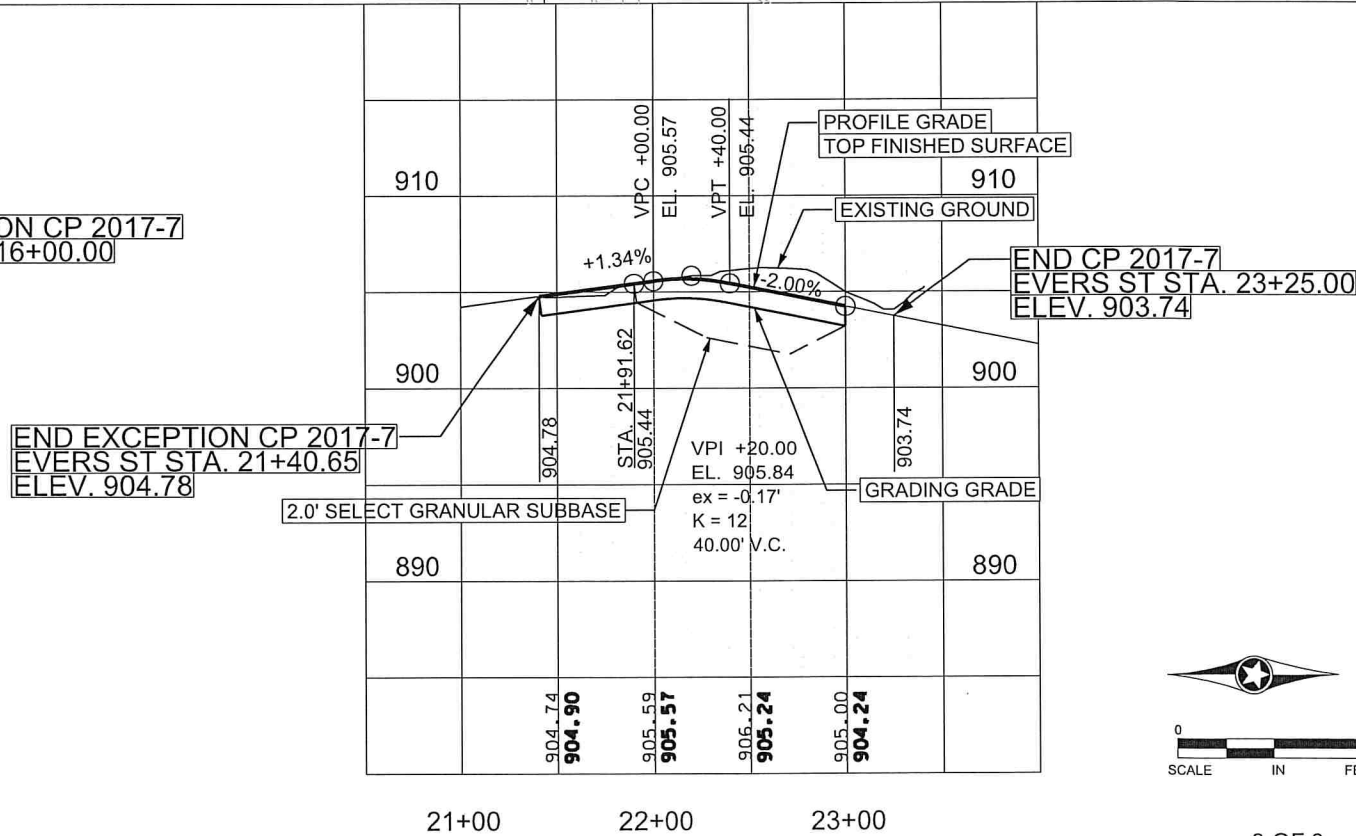 VPC +00.00
EL. 905.57
VPT +40.00
EL. 905.44
PROFILE GRADE
TOP FINISHED SURFACE
910
910
EXISTING GROUND
ON CP 2017-7
16+00.00
+1.34%
-2.00%
END CP 2017-7
EVERS ST STA. 23+25.00
ELEV. 903.74
900
900
END EXCEPTION CP 2017-7
EVERS ST STA. 21+40.65
ELEV. 904.78
904.78
STA. 21+91.62
905.44
VPI +20.00
EL. 905.84
ex = -0.17'
K = 12
40.00' V.C.
903.74
GRADING GRADE
2.0' SELECT GRANULAR SUBBASE
890
890
904.74
904.90
905.59
905.57
906.21
905.24
905.00
904.24
0
SCALE IN FE
21+00 22+00 23+00